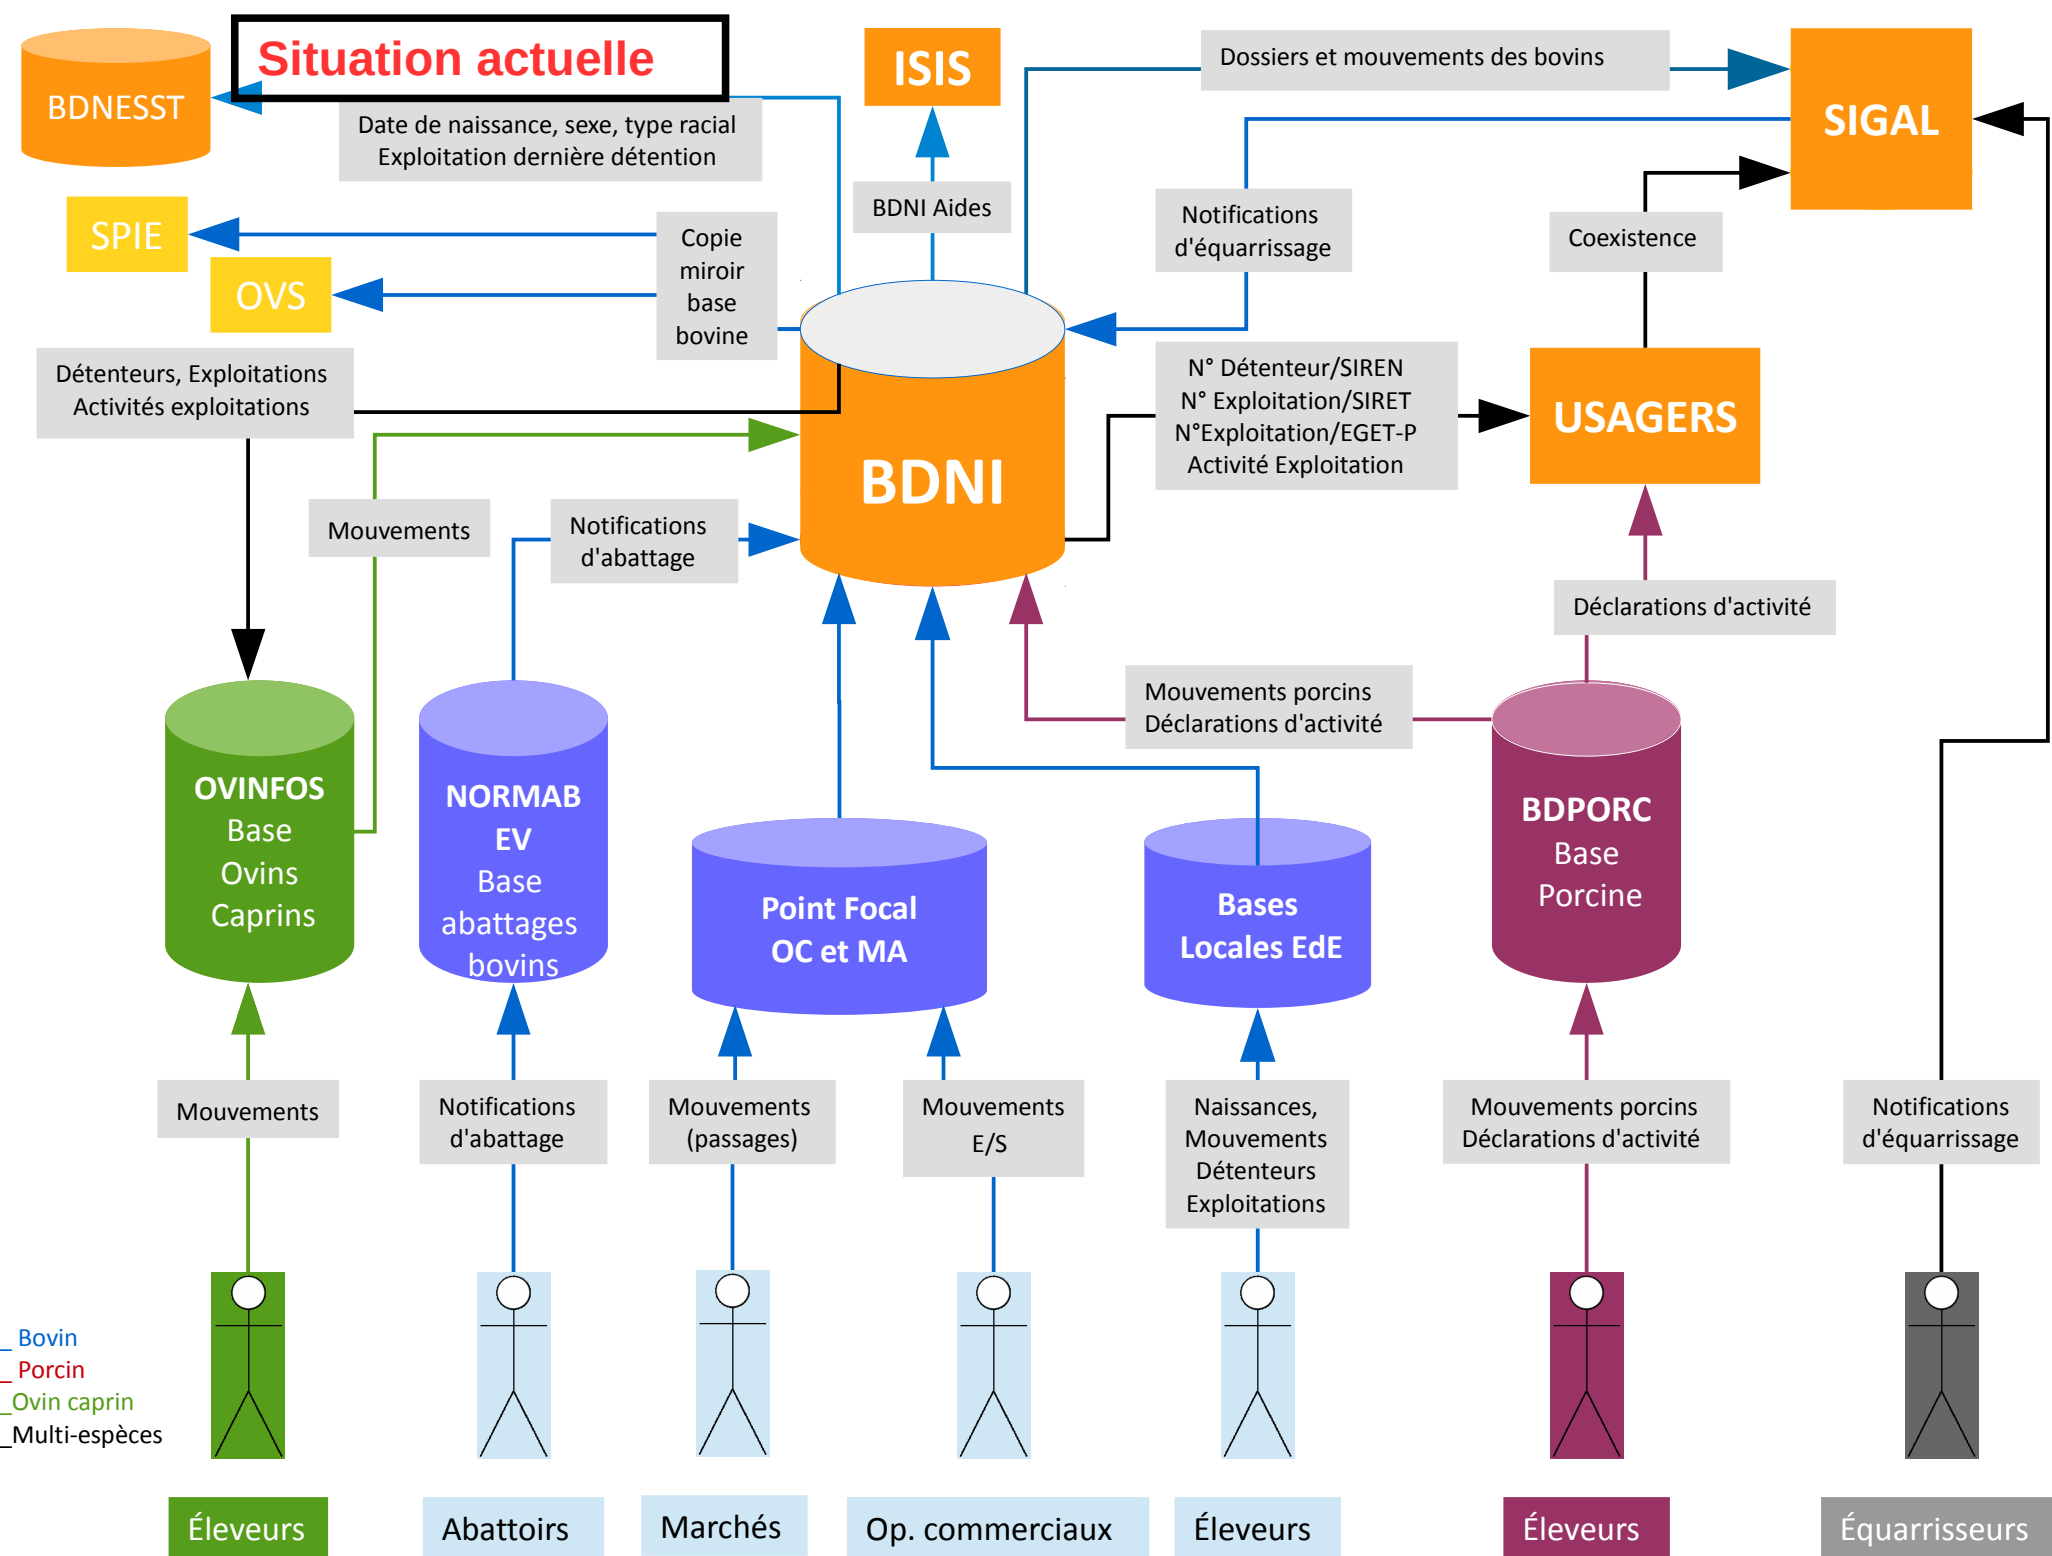 Situation actuelle
BDNESST
Date de naissance, sexe, type racial
Exploitation dernière détention
ISIS
Dossiers et mouvements des bovins
SIGAL
SPIE
OVS
Copie
miroir
base
bovine
BDNI Aides
Notifications
d'équarrissage
Coexistence
Détenteurs, Exploitations
Activités exploitations
N° Détenteur/SIREN
N° Exploitation/SIRET
N°Exploitation/EGET-P
Activité Exploitation
USAGERS
BDNI
Mouvements
Notifications
d'abattage
Déclarations d'activité
Mouvements porcins
Déclarations d'activité
OVINFOS
Base
Ovins
Caprins
NORMAB
EV
Base
abattages
bovins
Point Focal
OC et MA
Bases
Locales EdE
BDPORC
Base
Porcine
Mouvements
Notifications
d'abattage
Mouvements
(passages)
Mouvements
E/S
Naissances,
Mouvements
Détenteurs
Exploitations
Mouvements porcins
Déclarations d'activité
Notifications
d'équarrissage
_ Bovin
_ Porcin
_Ovin caprin
_Multi-espèces
Éleveurs
Abattoirs
Marchés
Op. commerciaux
Éleveurs
Éleveurs
Équarrisseurs